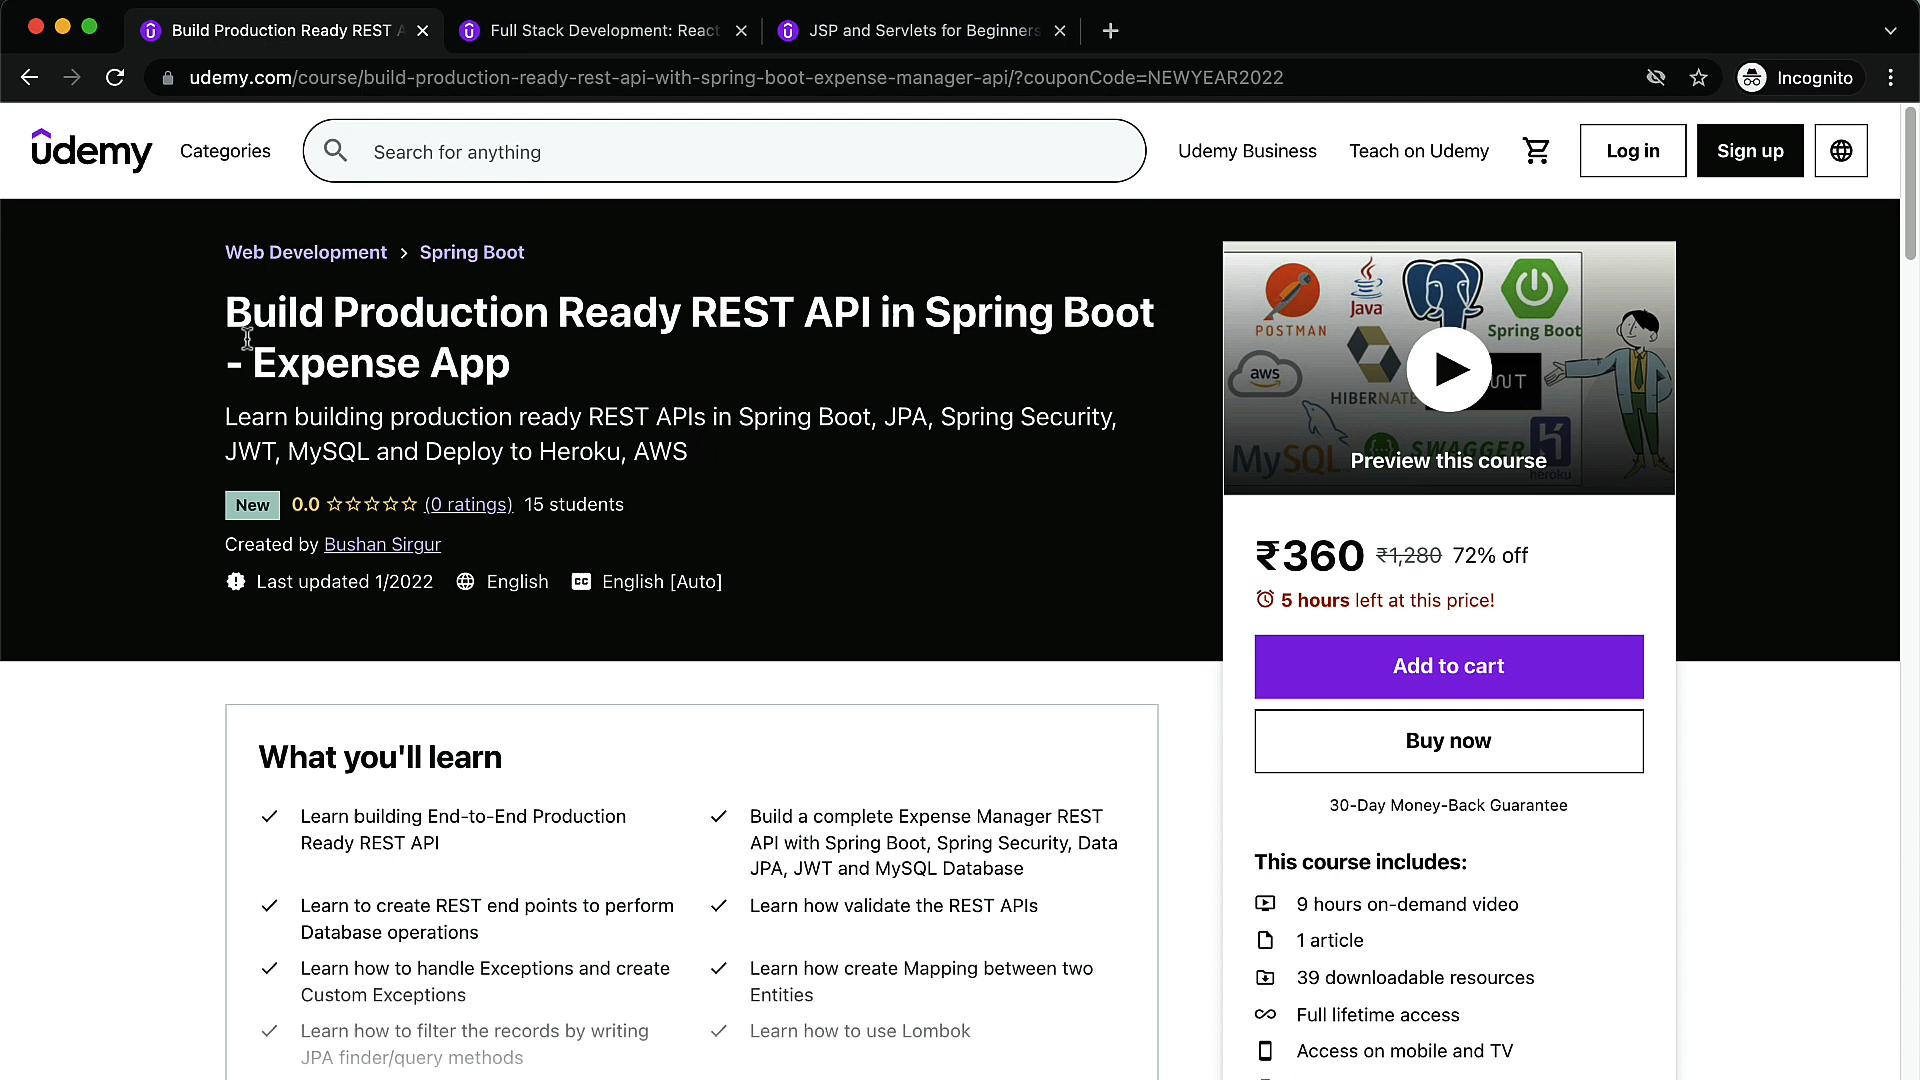 Build Production Ready REST A
Full Stack Development: React
JSP and Servlets for Beginners
udemy.com/course/build-production-ready-rest-api-with-spring-boot-expense-manager-api/?couponCode=NEWYEAR2022
Incognito
udemy
Categories
Search for anything
Udemy Business
Teach on Udemy
Log in
Sign up
Web Development > Spring Boot
Build Production Ready REST API in Spring Boot
- Expense App
Learn building production ready REST APIs in Spring Boot, JPA, Spring Security,
JWT, MySQL and Deploy to Heroku, AWS
New 0.0 (0 ratings) 15 students
Created by Bushan Sirgur
Last updated 1/2022 English CC English [Auto]
POSTMAN
Java
Spring Boot
aws
HIBERNATE
WT
MySQL
SWAGGER
heroku
Preview this course
₹360 ₹1,280 72% off
5 hours left at this price!
Add to cart
Buy now
30-Day Money-Back Guarantee
This course includes:
9 hours on-demand video
1 article
39 downloadable resources
Full lifetime access
Access on mobile and TV
What you'll learn
Learn building End-to-End Production
Ready REST API
Build a complete Expense Manager REST
API with Spring Boot, Spring Security, Data
JPA, JWT and MySQL Database
Learn to create REST end points to perform
Database operations
Learn how validate the REST APIs
Learn how to handle Exceptions and create
Custom Exceptions
Learn how create Mapping between two
Entities
Learn how to filter the records by writing
JPA finder/query methods
Learn how to use Lombok